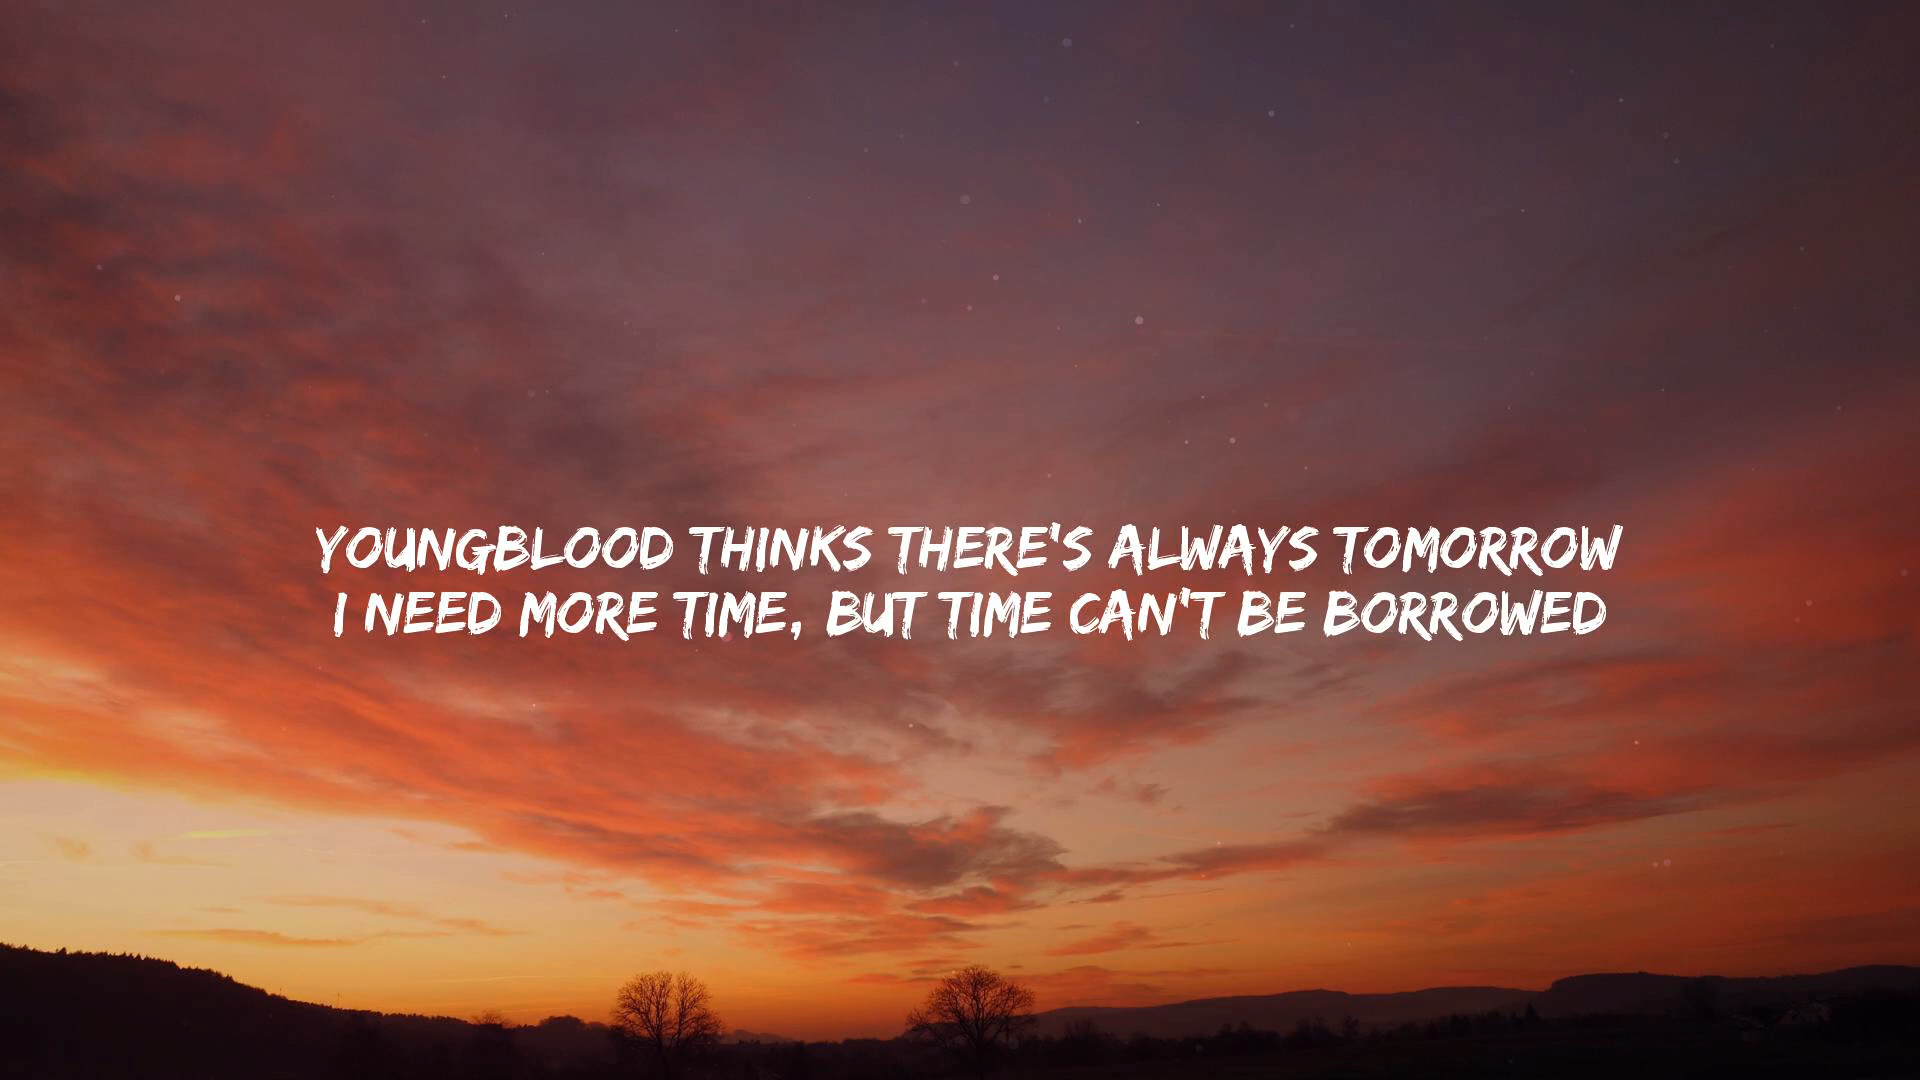 YOUNGBLOOD THINKS THERE'S ALWAYS TOMORROW
I NEED MORE TIME, BUT TIME CAN'T BE BORROWED